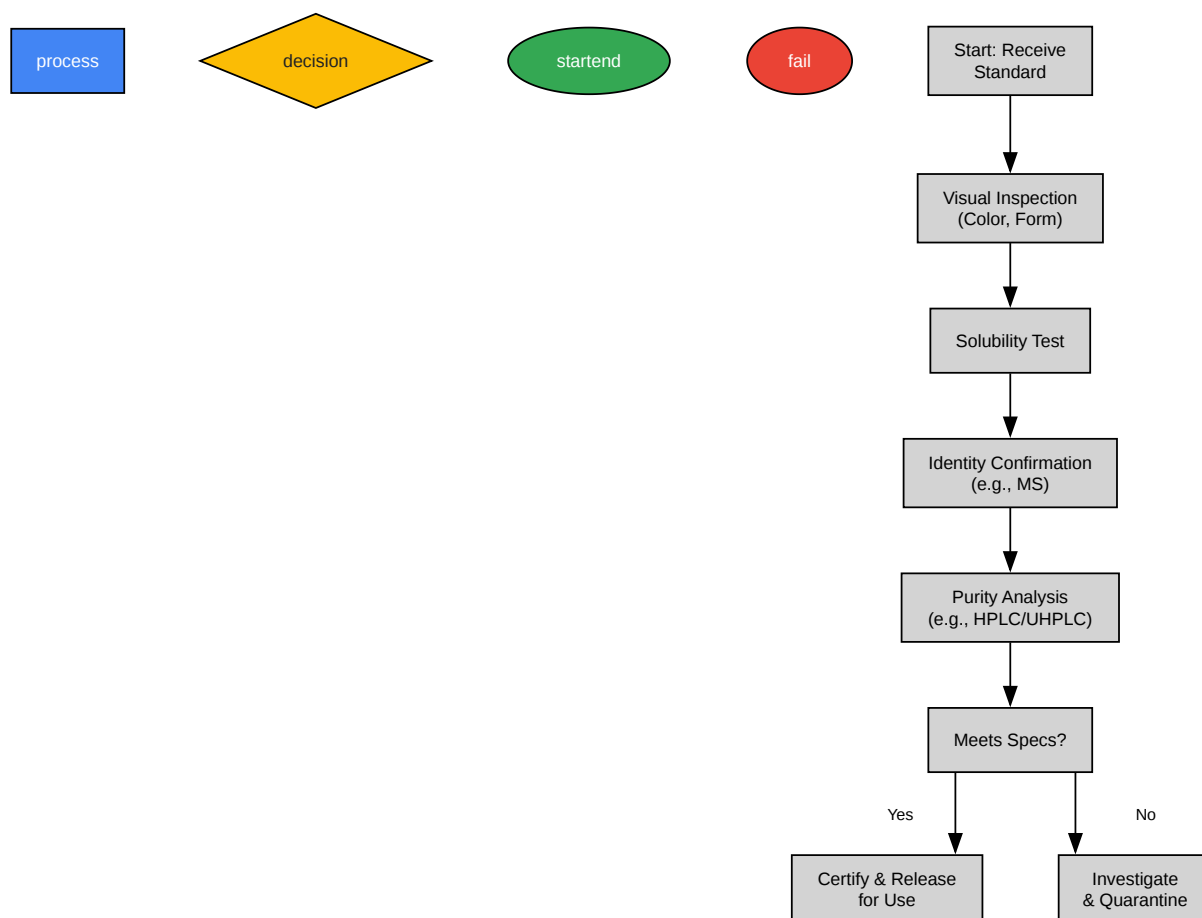 process
decision
startend
fail
Start: Receive
Standard
Visual Inspection
(Color, Form)
Solubility Test
Identity Confirmation
(e.g., MS)
Purity Analysis
(e.g., HPLC/UHPLC)
Meets Specs?
Yes
No
Certify & Release
for Use
Investigate
& Quarantine